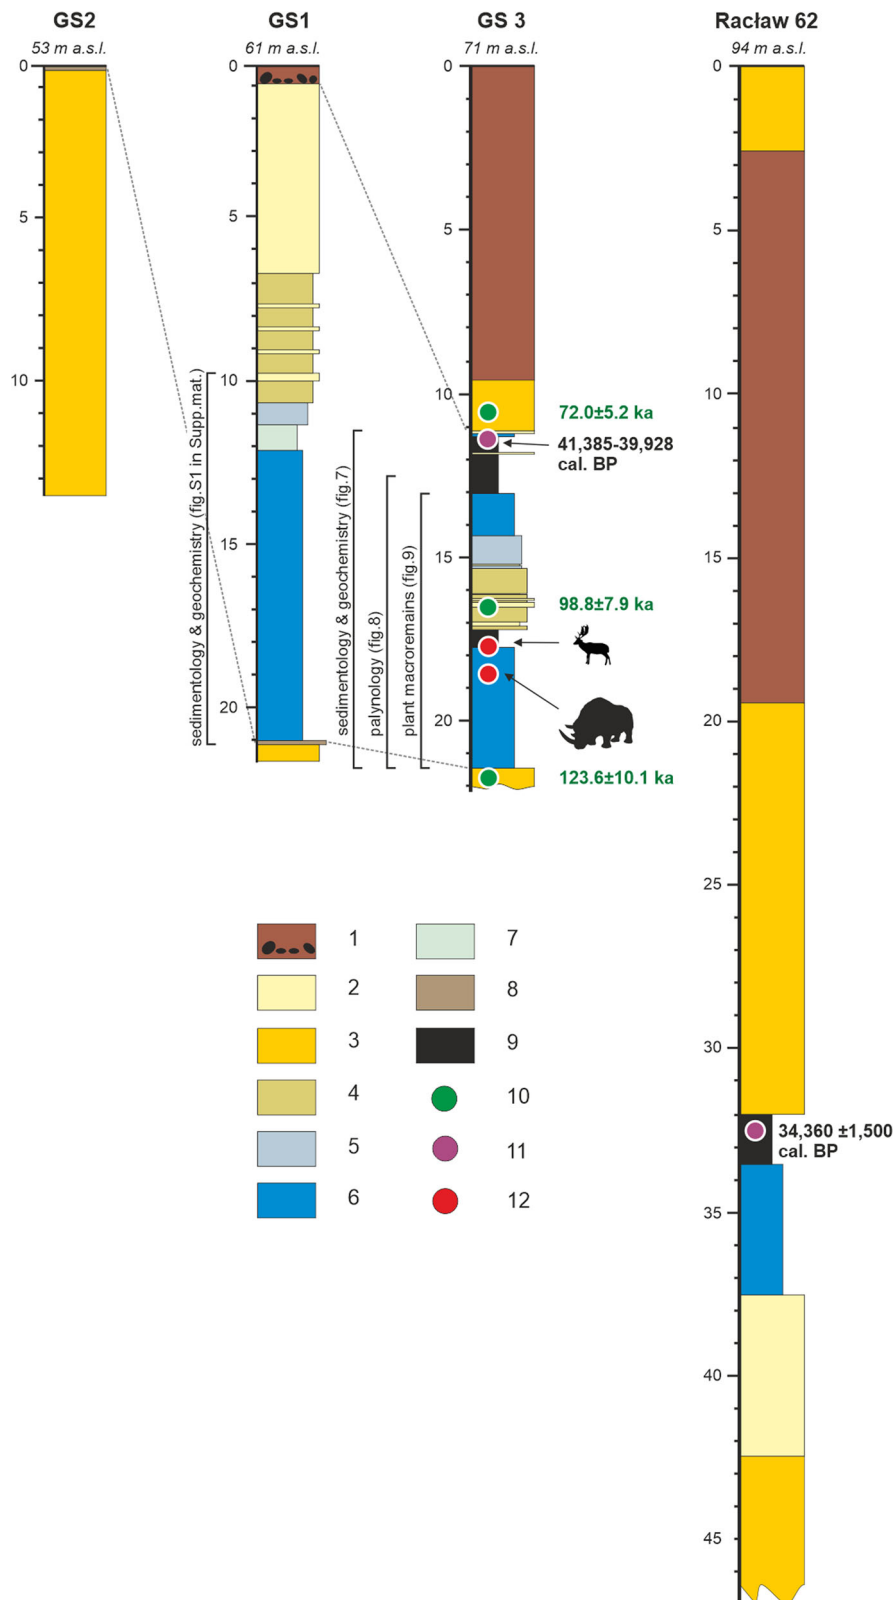 GS2
53 m a.s.l.
0
5
10
GS1
61 m a.s.l.
0
5
10
15
20
sedimentology & geochemistry (fig.S1 in Supp.mat.)
sedimentology & geochemistry (fig.7)
palynology (fig.8)
plant macroremains (fig.9)
GS 3
71 m a.s.l.
0
5
10
15
20
72.0±5.2 ka
41,385-39,928
cal. BP
98.8±7.9 ka
123.6±10.1 ka
Racław 62
94 m a.s.l.
0
5
10
15
20
25
30
35
40
45
34,360 ±1,500
cal. BP
1
2
3
4
5
6
7
8
9
10
11
12